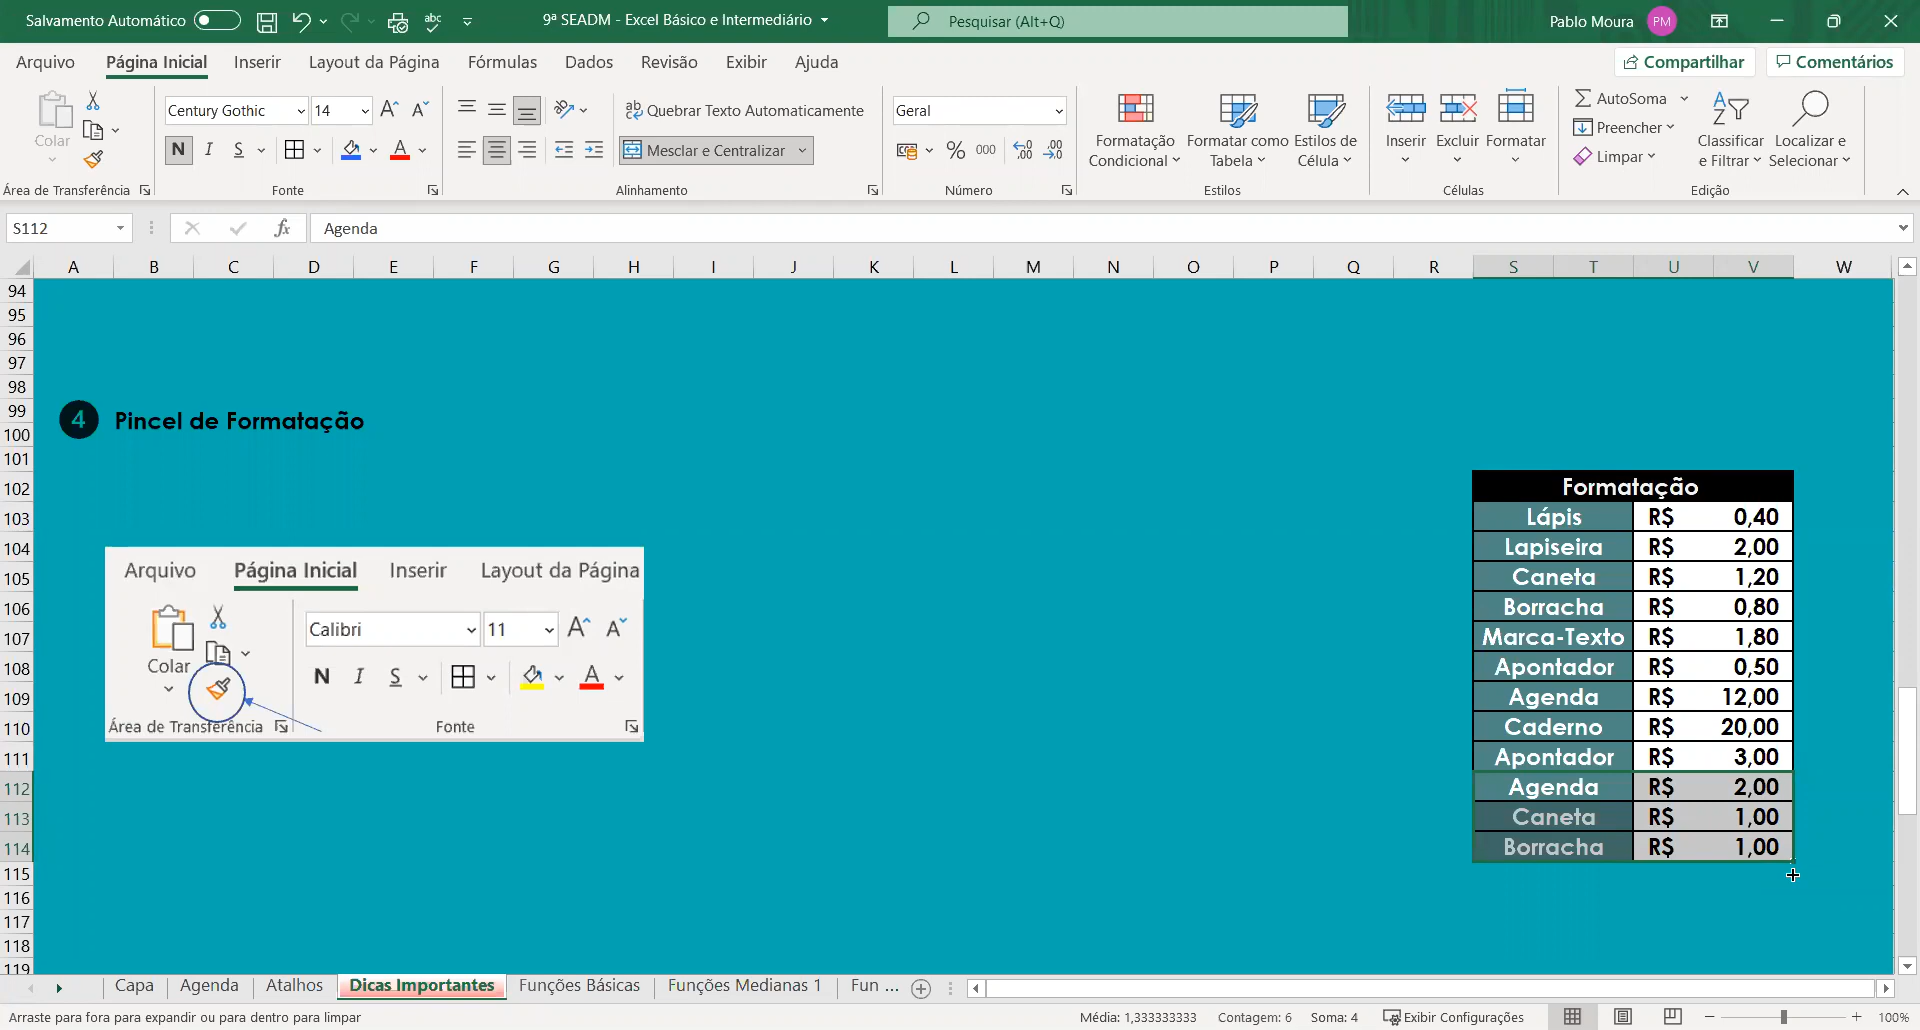 Salvamento Automático
9ª SEADM - Excel Básico e Intermediário
Pesquisar (Alt+Q)
Pablo Moura
PM
Arquivo Página Inicial Inserir Layout da Página Fórmulas Dados Revisão Exibir Ajuda
Compartilhar Comentários
Colar
Área de Transferência
Century Gothic 14
N I S
Fonte
Quebrar Texto Automaticamente
Mesclar e Centralizar
Alinhamento
Geral
% 000
Número
Formatação Condicional
Formatar como Tabela
Estilos de Célula
Estilos
Inserir Excluir Formatar
Células
AutoSoma
Preencher
Limpar
Classificar e Filtrar
Localizar e Selecionar
Edição
S112
fx
Agenda
A B C D E F G H I J K L M N O P Q R S T U V W
94
95
96
97
98
99
100
101
102
103
104
105
106
107
108
109
110
111
112
113
114
115
116
117
118
119
4 Pincel de Formatação
Arquivo Página Inicial Inserir Layout da Página
Colar
Calibri 11
N I S
Área de Transferência Fonte
Formatação
Lápis R$ 0,40
Lapiseira R$ 2,00
Caneta R$ 1,20
Borracha R$ 0,80
Marca-Texto R$ 1,80
Apontador R$ 0,50
Agenda R$ 12,00
Caderno R$ 20,00
Apontador R$ 3,00
Agenda R$ 2,00
Caneta R$ 1,00
Borracha R$ 1,00
Capa Agenda Atalhos Dicas Importantes Funções Básicas Funções Medianas 1 Fun ...
Arraste para fora para expandir ou para dentro para limpar
Média: 1,333333333 Contagem: 6 Soma: 4 Exibir Configurações 100%